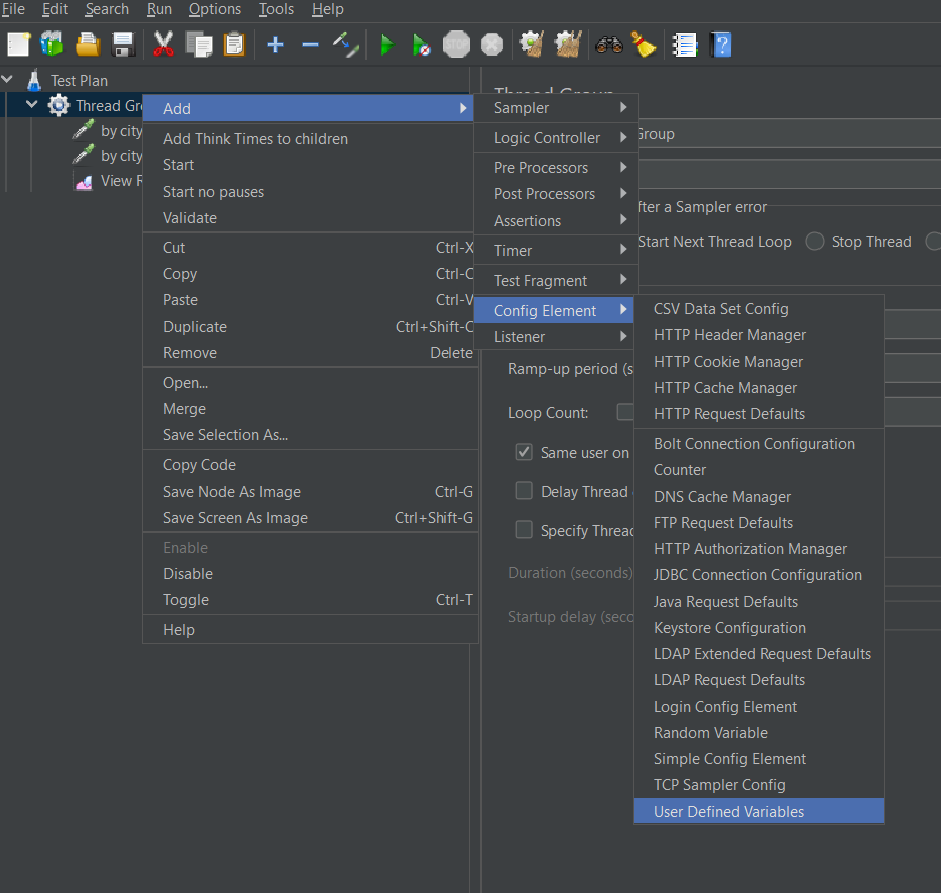 File Edit Search Run Options Tools Help
STOP
Test Plan
Thread Gr
by city
by city
View R
Add
Add Think Times to children
Start
Start no pauses
Validate
Cut Ctrl-X
Copy Ctrl-C
Paste Ctrl-V
Duplicate Ctrl+Shift-C
Remove Delete
Open...
Merge
Save Selection As...
Copy Code
Save Node As Image Ctrl-G
Save Screen As Image Ctrl+Shift-G
Enable
Disable
Toggle Ctrl-T
Help
Sampler
Logic Controller
Pre Processors
Post Processors
Assertions
Timer
Test Fragment
Config Element
Listener
CSV Data Set Config
HTTP Header Manager
HTTP Cookie Manager
HTTP Cache Manager
HTTP Request Defaults
Bolt Connection Configuration
Counter
DNS Cache Manager
FTP Request Defaults
HTTP Authorization Manager
JDBC Connection Configuration
Java Request Defaults
Keystore Configuration
LDAP Extended Request Defaults
LDAP Request Defaults
Login Config Element
Random Variable
Simple Config Element
TCP Sampler Config
User Defined Variables
Thread Group
Group
fter a Sampler error
Start Next Thread Loop Stop Thread
Ramp-up period (s
Loop Count:
Same user on
Delay Thread
Specify Thread
Duration (seconds)
Startup delay (seco